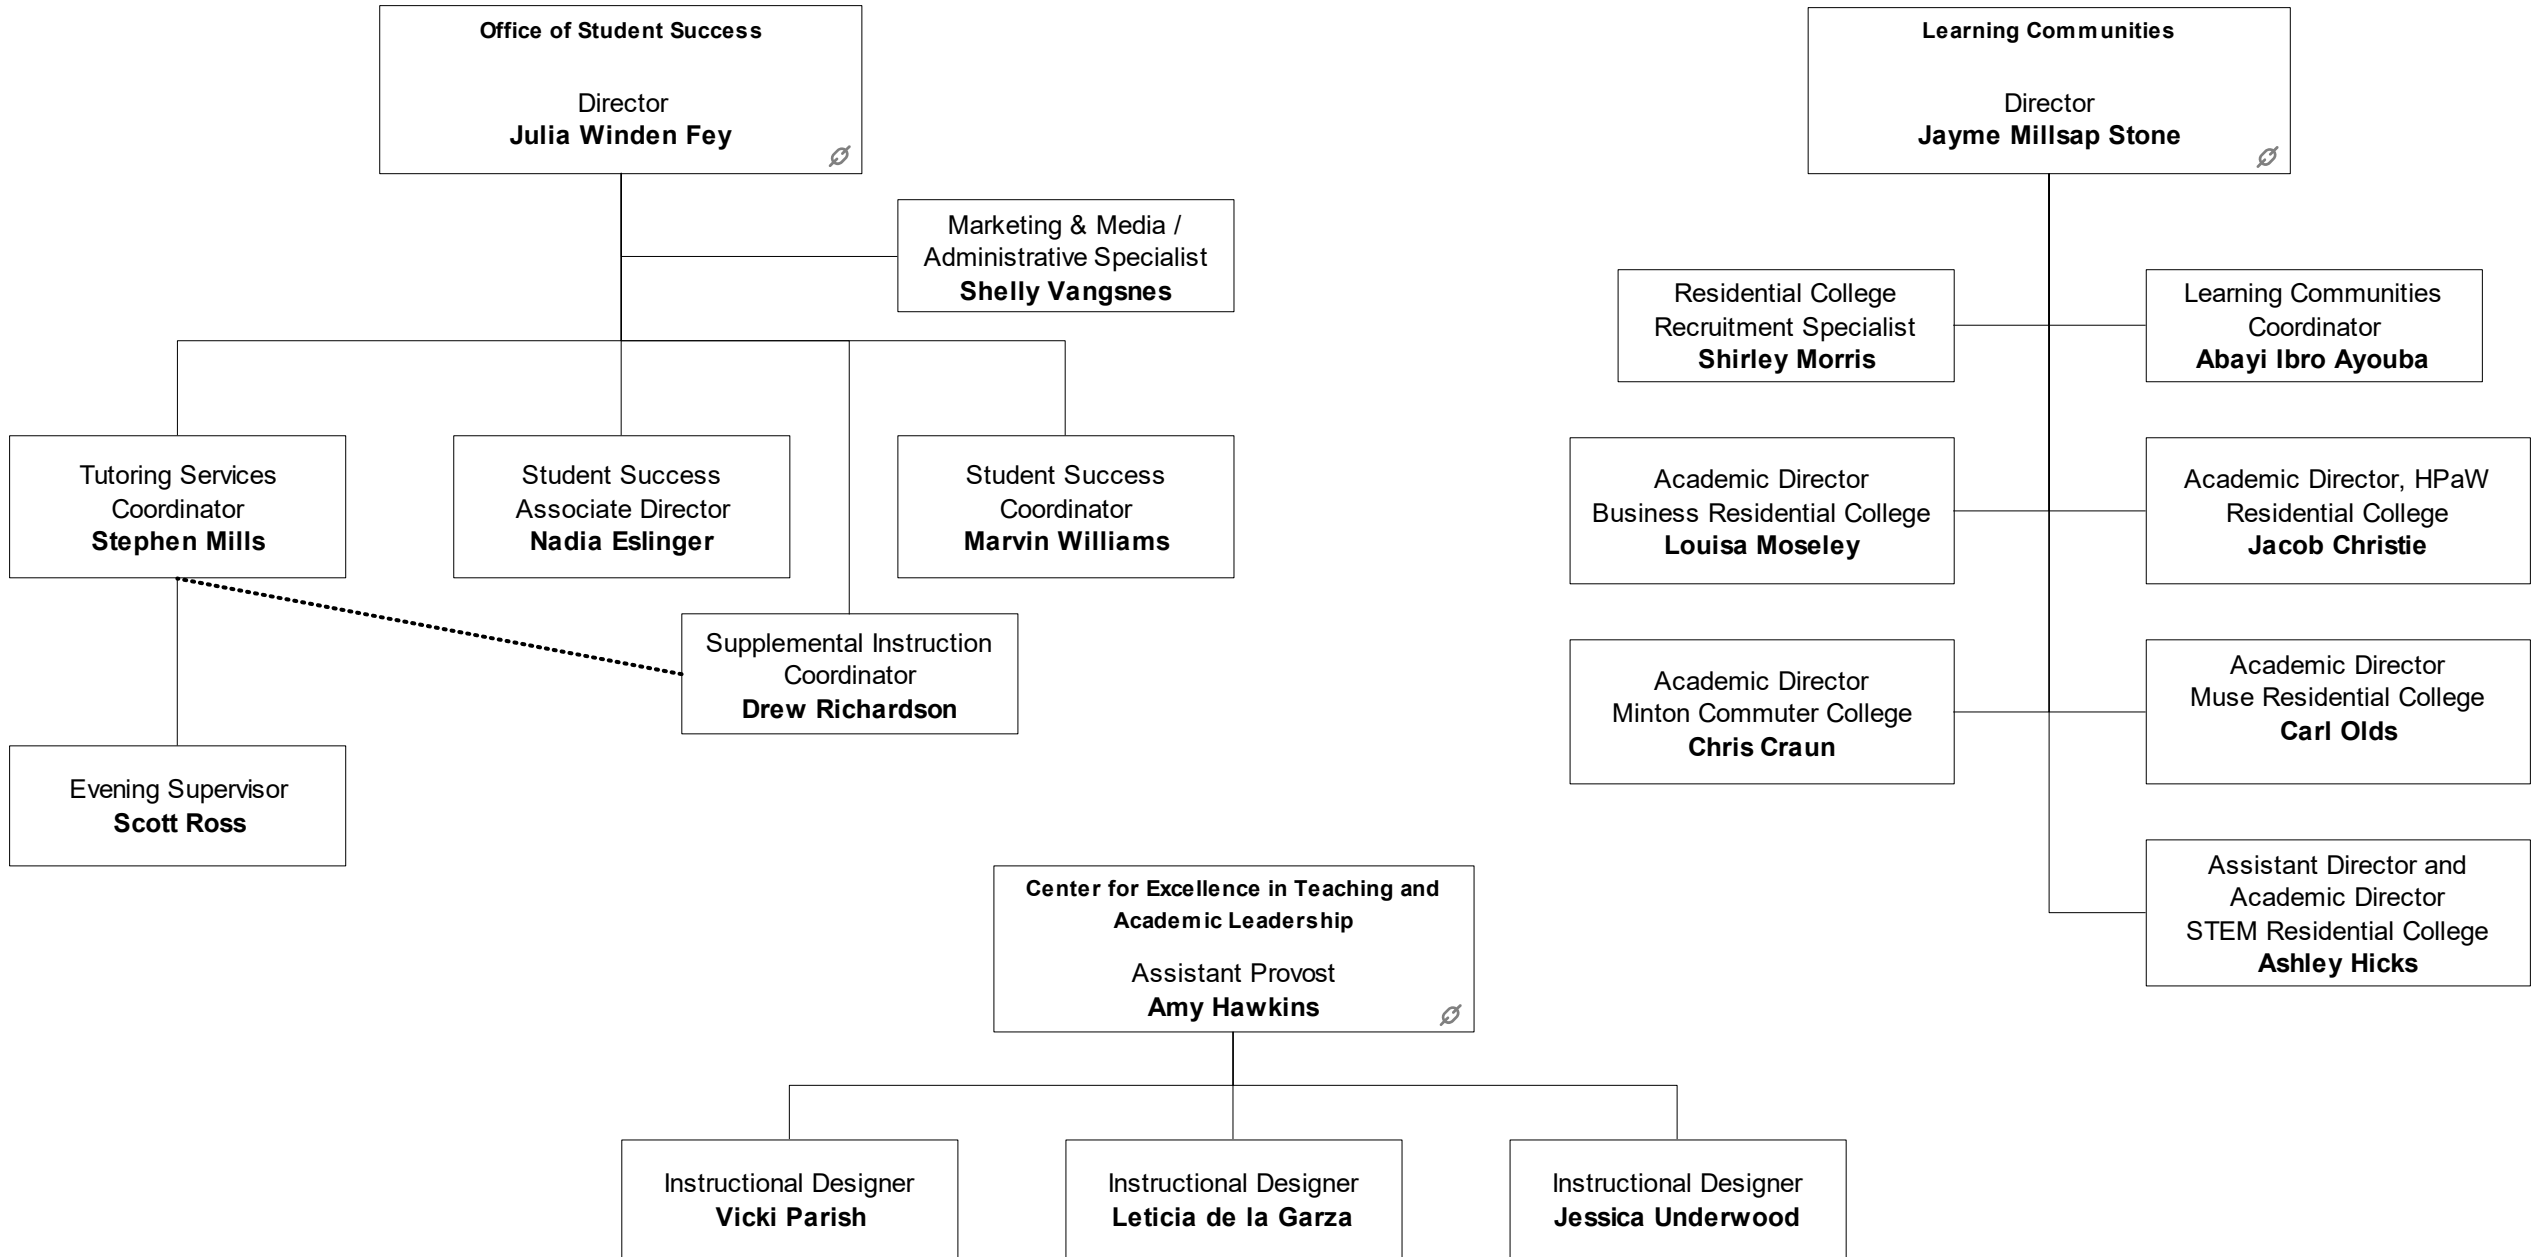 Office of Student Success
Director
Julia Winden Fey
Marketing & Media /
Administrative Specialist
Shelly Vangsnes
Tutoring Services
Coordinator
Stephen Mills
Student Success
Associate Director
Nadia Eslinger
Student Success
Coordinator
Marvin Williams
Supplemental Instruction
Coordinator
Drew Richardson
Evening Supervisor
Scott Ross
Learning Communities
Director
Jayme Millsap Stone
Residential College
Recruitment Specialist
Shirley Morris
Learning Communities
Coordinator
Abayi Ibro Ayouba
Academic Director
Business Residential College
Louisa Moseley
Academic Director, HPaW
Residential College
Jacob Christie
Academic Director
Minton Commuter College
Chris Craun
Academic Director
Muse Residential College
Carl Olds
Assistant Director and
Academic Director
STEM Residential College
Ashley Hicks
Center for Excellence in Teaching and
Academic Leadership
Assistant Provost
Amy Hawkins
Instructional Designer
Vicki Parish
Instructional Designer
Leticia de la Garza
Instructional Designer
Jessica Underwood